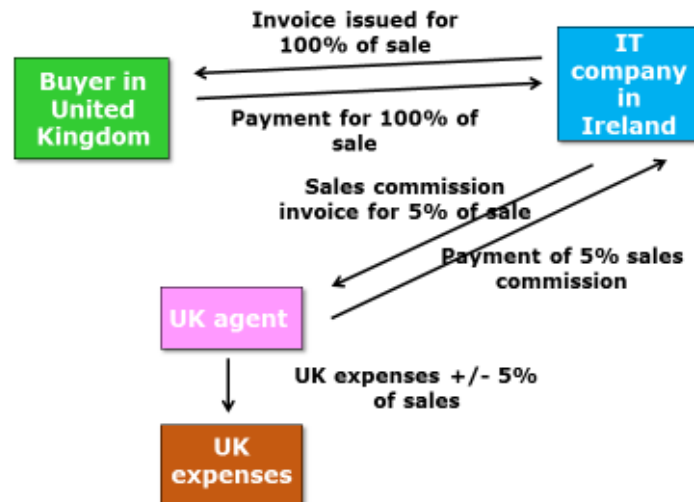 Invoice issued for
100% of sale
IT
company
in
Ireland
Buyer in
United
Kingdom
Payment for 100% of
sale
Sales commission
invoice for 5% of sale
Payment of 5% sales
commission
UK agent
UK expenses +/- 5%
of sales
UK
expenses